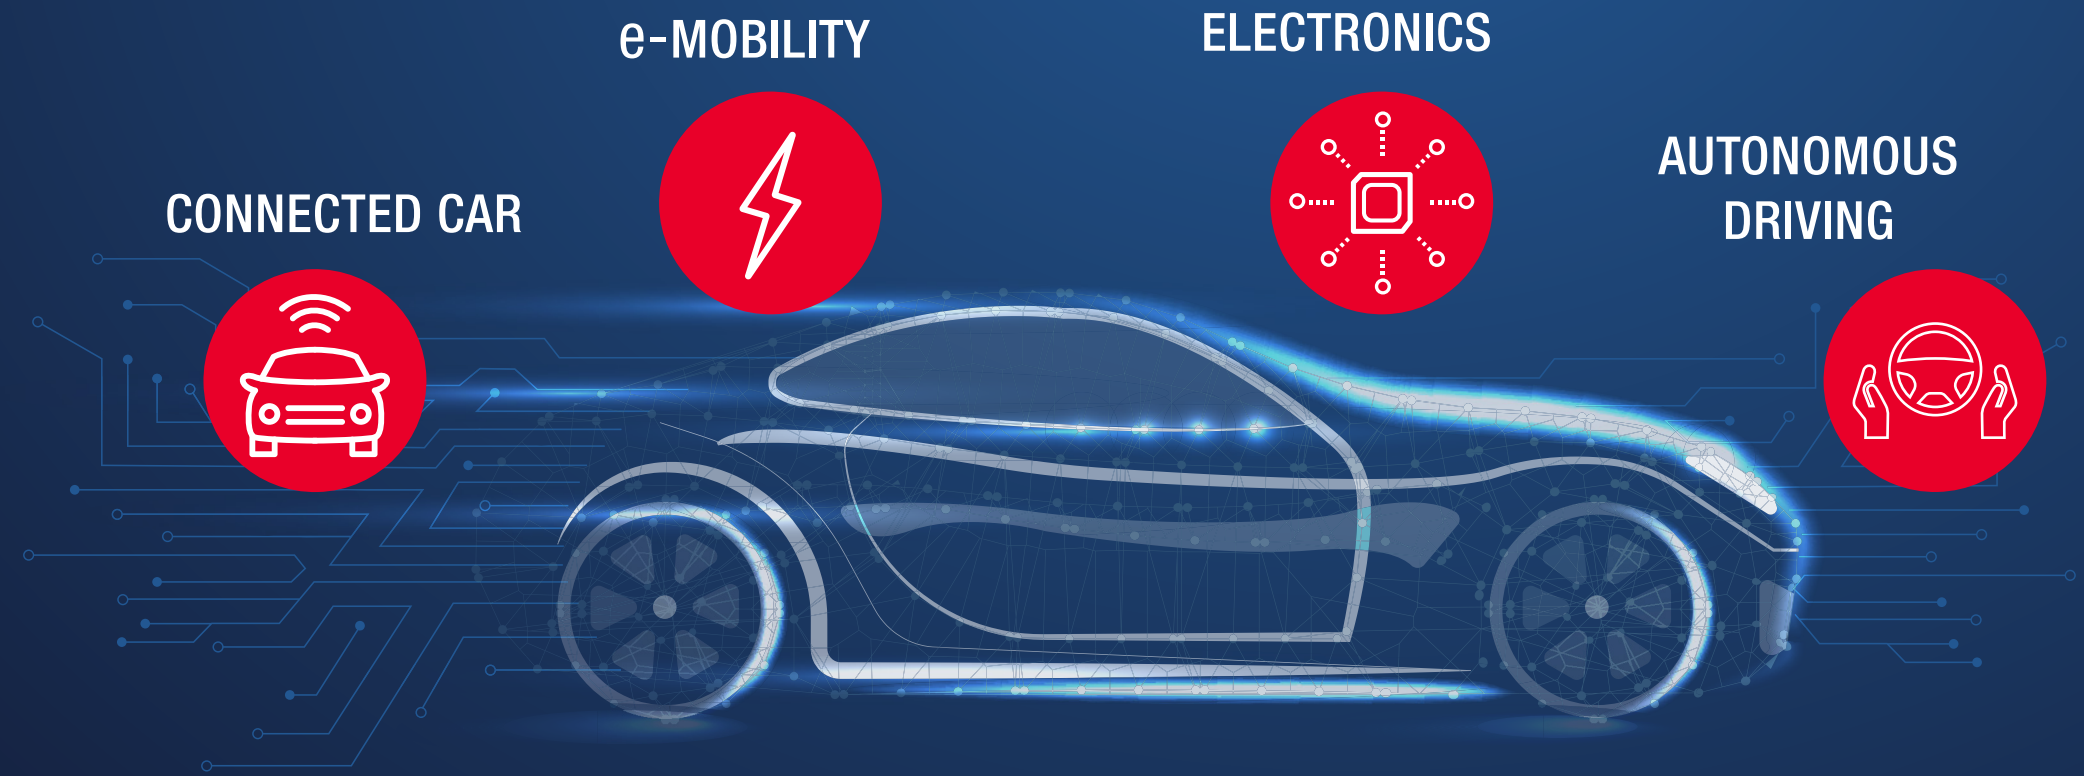 e-MOBILITY
ELECTRONICS
CONNECTED CAR
AUTONOMOUS
DRIVING